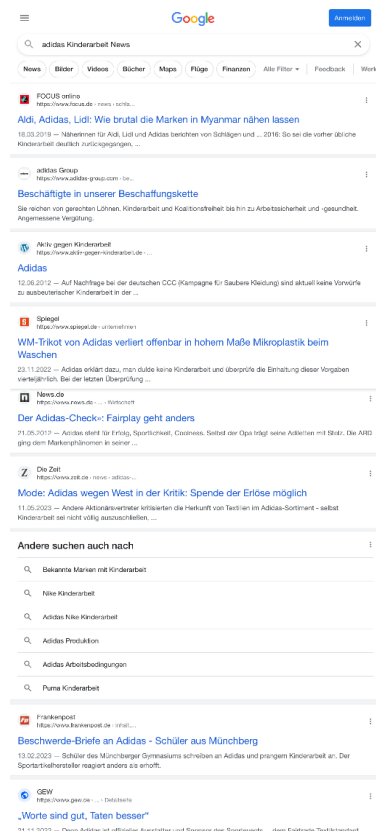 Google
Anmelden
adidas Kinderarbeit News
News Bilder Videos Bücher Maps Flüge Finanzen Alle Filter Feedback
FOCUS online
https://www.focus.de › news › schla...
Aldi, Adidas, Lidl: Wie brutal die Marken in Myanmar nähen lassen
18.03.2019 — Näherinnen für Aldi, Lidl und Adidas berichten von Schlägen und ... 2016: So sei die vorher übliche
Kinderarbeit deutlich zurückgegangen, ...
adidas Group
https://www.adidas-group.com › be...
Beschäftigte in unserer Beschaffungskette
Sie reichen von gerechten Löhnen, Kinderarbeit und Koalitionsfreiheit bis hin zu Arbeitssicherheit und -gesundheit.
Angemessene Vergütung.
Aktiv gegen Kinderarbeit
https://www.aktiv-gegen-kinderarbeit.de › ...
Adidas
12.06.2012 — Auf Nachfrage bei der deutschen CCC (Kampagne für Saubere Kleidung) sind aktuell keine Vorwürfe
zu ausbeuterischer Kinderarbeit in der ...
Spiegel
https://www.spiegel.de › unternehmen
WM-Trikot von Adidas verliert offenbar in hohem Maße Mikroplastik beim
Waschen
23.11.2022 — Adidas erklärt dazu, man dulde keine Kinderarbeit und überprüfe die Einhaltung dieser Vorgaben
vierteljährlich. Bei der letzten Überprüfung ...
News.de
https://www.news.de › ... › Wirtschaft
Der Adidas-Check«: Fairplay geht anders
21.05.2012 — Adidas steht für Erfolg, Sportlichkeit, Coolness. Selbst der Opa trägt seine Adiletten mit Stolz. Die ARD
ging dem Markenphänomen in seiner ...
Die Zeit
https://www.zeit.de › news › adidas-...
Mode: Adidas wegen West in der Kritik: Spende der Erlöse möglich
11.05.2023 — Andere Aktionärsvertreter kritisierten die Herkunft von Textilien im Adidas-Sortiment - selbst
Kinderarbeit sei nicht völlig auszuschließen, ...
Andere suchen auch nach
Bekannte Marken mit Kinderarbeit
Nike Kinderarbeit
Adidas Nike Kinderarbeit
Adidas Produktion
Adidas Arbeitsbedingungen
Puma Kinderarbeit
Frankenpost
https://www.frankenpost.de › inhalt....
Beschwerde-Briefe an Adidas - Schüler aus Münchberg
13.02.2023 — Schüler des Münchberger Gymnasiums schreiben an Adidas und prangern Kinderarbeit an. Der
Sportartikelhersteller reagiert anders als erhofft.
GEW
https://www.gew.de › ... › Detailseite
„Worte sind gut, Taten besser“